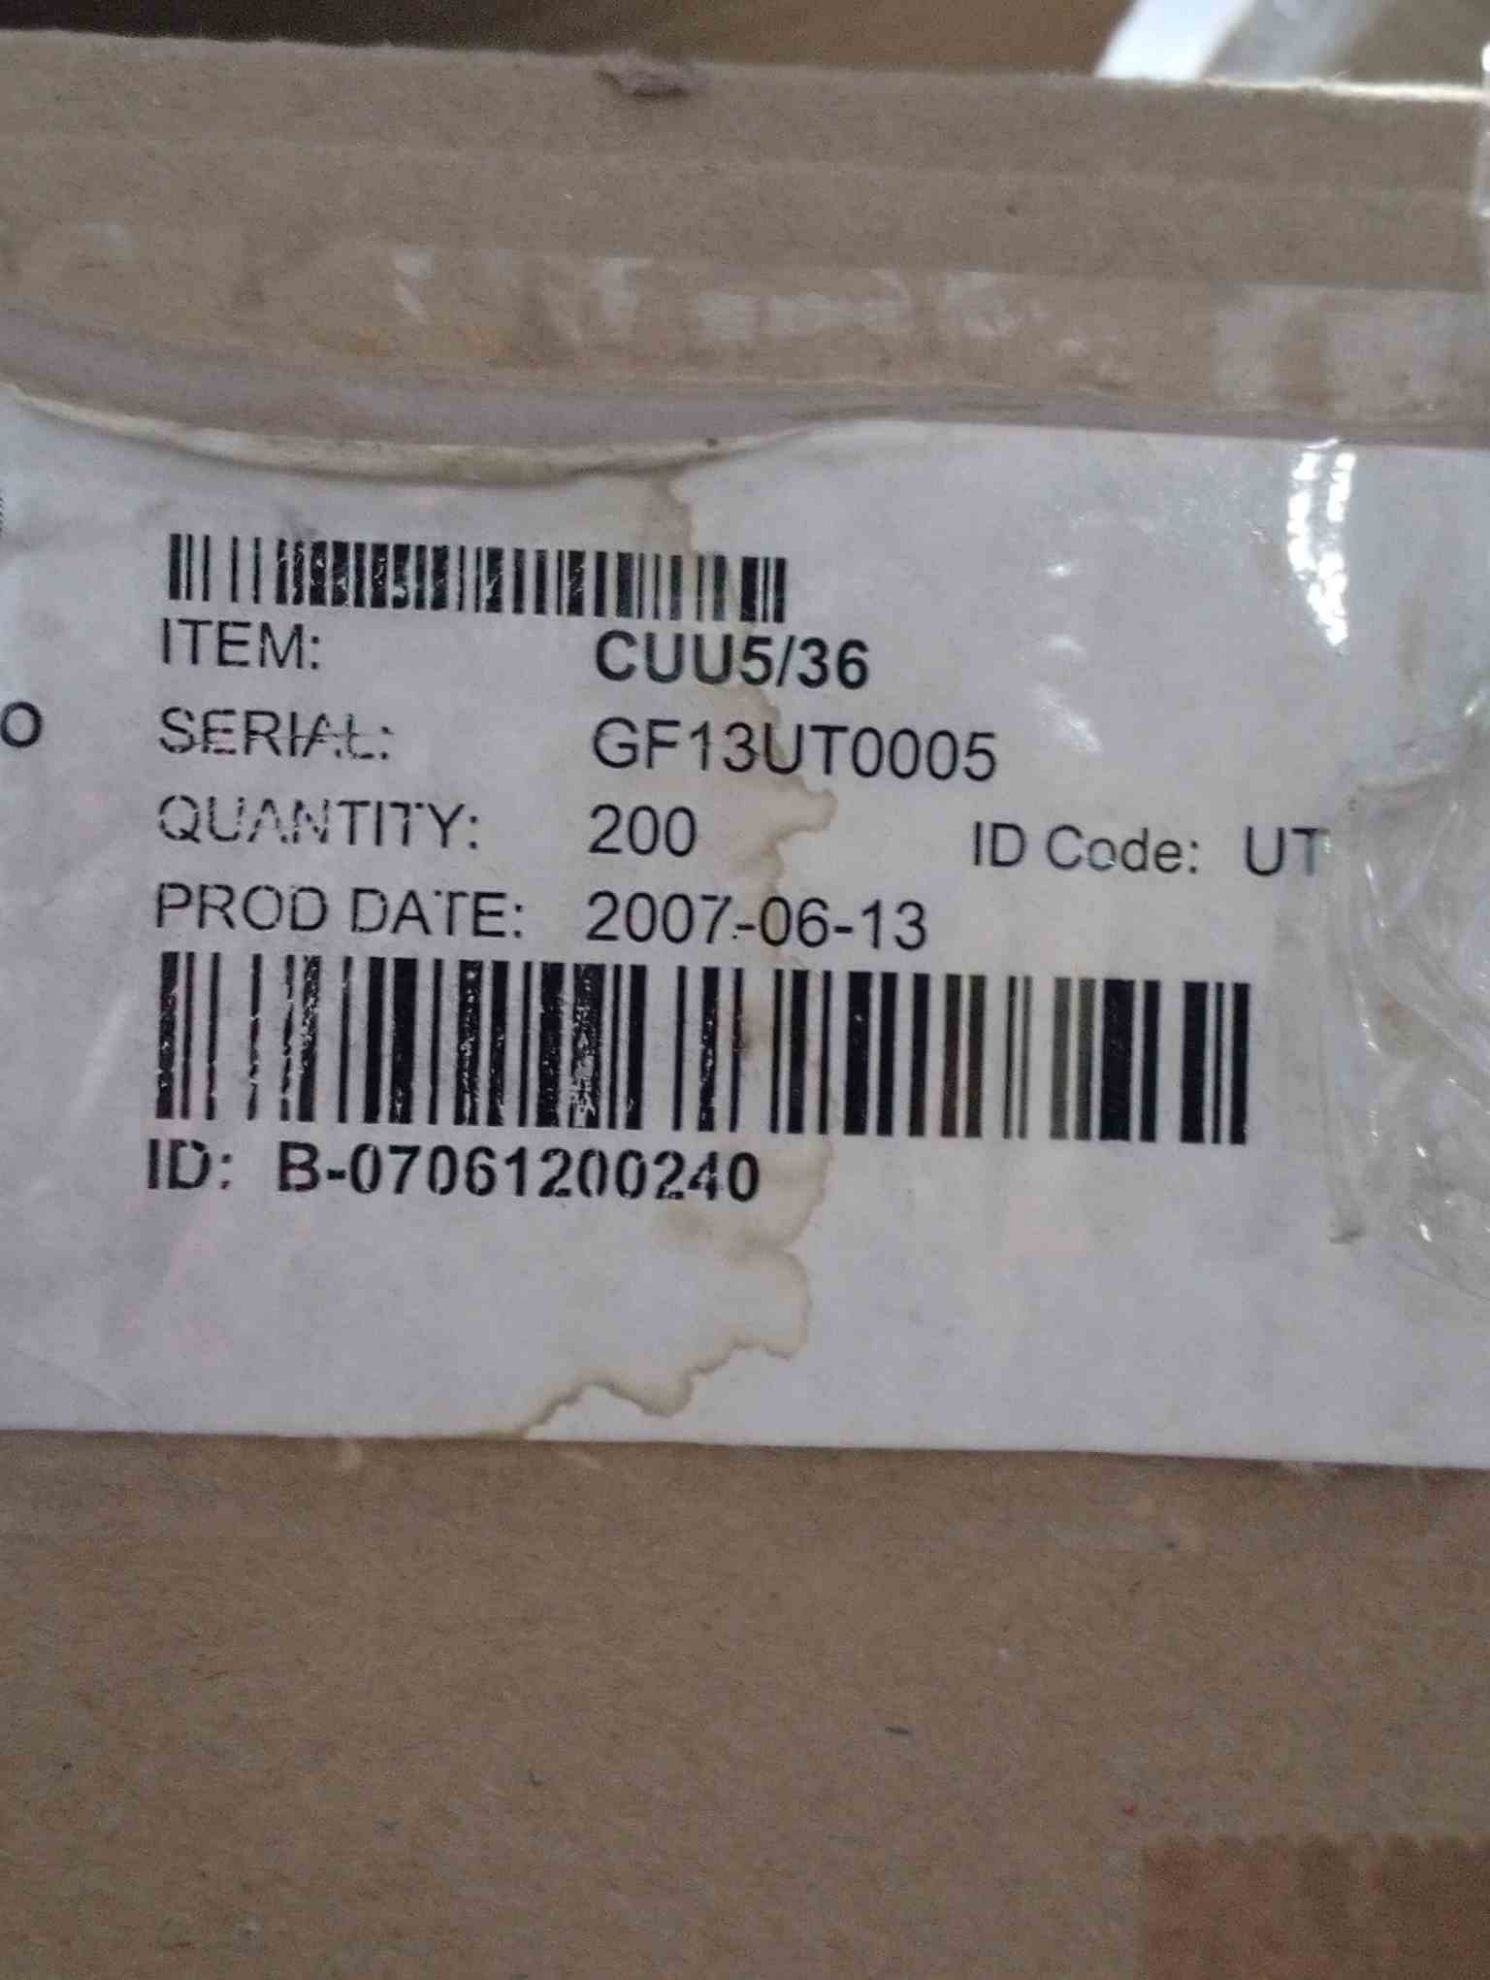 ITEM: CUU5/36
O SERIAL: GF13UT0005
QUANTITY: 200 ID Code: UT
PROD DATE: 2007-06-13
ID: B-07061200240